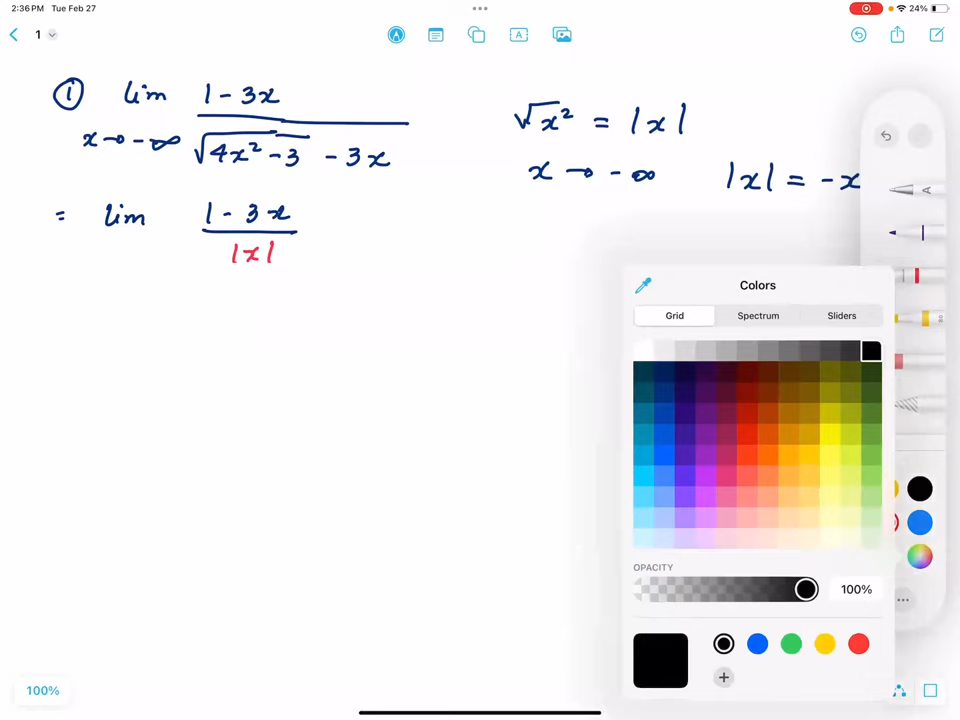 2:36 PM Tue Feb 27
24%
1
① lim x→-∞ (1 - 3x) / (√(4x² - 3) - 3x)
= lim (1 - 3x) / |x|
√x² = |x|
x → -∞ |x| = -x
Colors
Grid Spectrum Sliders
OPACITY
100%
100%